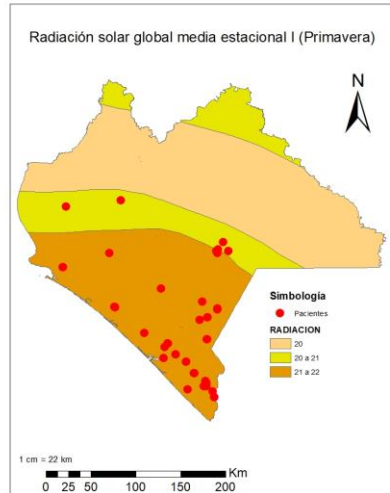 Radiación solar global media estacional I (Primavera)
N
Simbología
Pacientes
RADIACION
20
20 a 21
21 a 22
1 cm = 22 km
Km
0 25 50 100 150 200